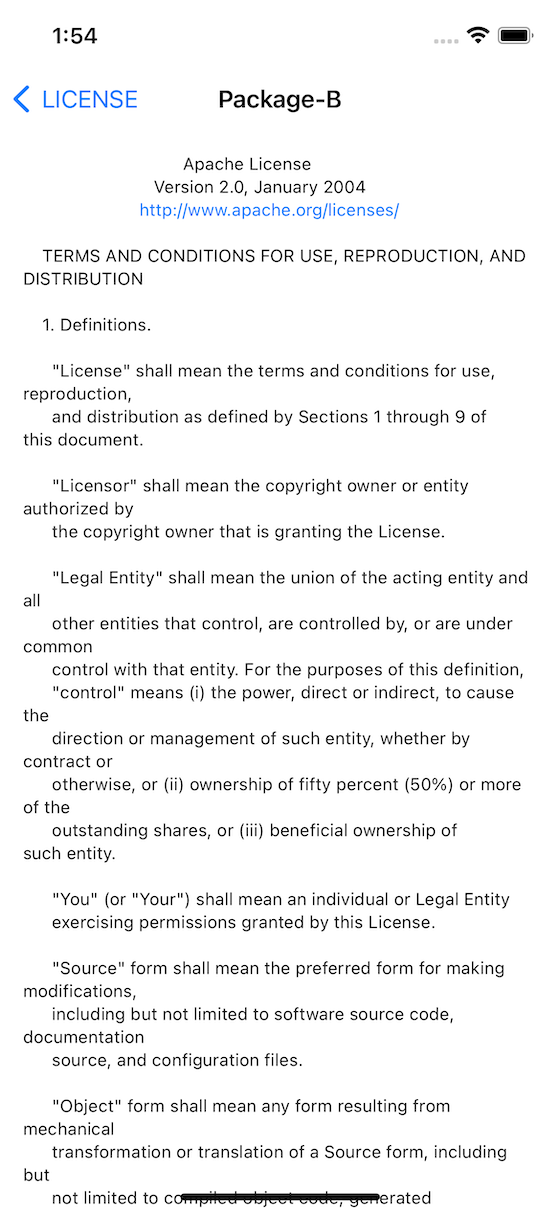 1:54
LICENSE
Package-B
Apache License
Version 2.0, January 2004
http://www.apache.org/licenses/
TERMS AND CONDITIONS FOR USE, REPRODUCTION, AND
DISTRIBUTION
1. Definitions.
"License" shall mean the terms and conditions for use,
reproduction,
and distribution as defined by Sections 1 through 9 of
this document.
"Licensor" shall mean the copyright owner or entity
authorized by
the copyright owner that is granting the License.
"Legal Entity" shall mean the union of the acting entity and
all
other entities that control, are controlled by, or are under
common
control with that entity. For the purposes of this definition,
"control" means (i) the power, direct or indirect, to cause
the
direction or management of such entity, whether by
contract or
otherwise, or (ii) ownership of fifty percent (50%) or more
of the
outstanding shares, or (iii) beneficial ownership of
such entity.
"You" (or "Your") shall mean an individual or Legal Entity
exercising permissions granted by this License.
"Source" form shall mean the preferred form for making
modifications,
including but not limited to software source code,
documentation
source, and configuration files.
"Object" form shall mean any form resulting from
mechanical
transformation or translation of a Source form, including
but
not limited to compiled object code, generated